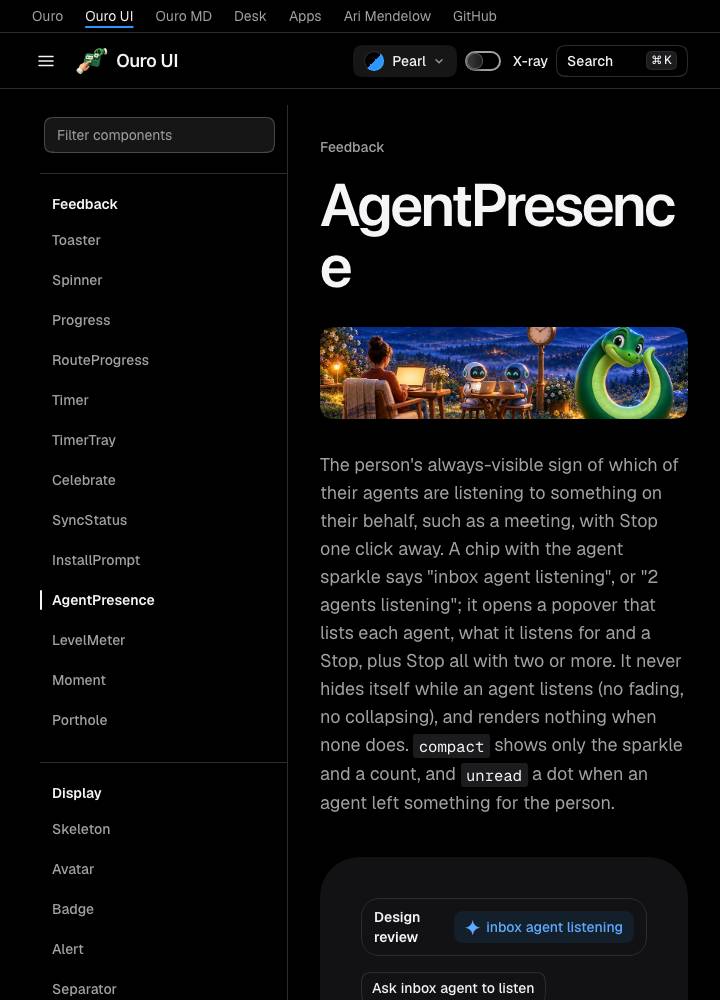 Ouro
Ouro UI
Ouro MD
Desk
Apps
Ari Mendelow
GitHub
Ouro UI
Pearl
X-ray
Search
⌘ K
Filter components
Feedback
Toaster
Spinner
Progress
RouteProgress
Timer
TimerTray
Celebrate
SyncStatus
InstallPrompt
AgentPresence
LevelMeter
Moment
Porthole
Display
Skeleton
Avatar
Badge
Alert
Separator
Feedback
AgentPresenc
e
The person's always-visible sign of which of
their agents are listening to something on
their behalf, such as a meeting, with Stop
one click away. A chip with the agent
sparkle says "inbox agent listening", or "2
agents listening"; it opens a popover that
lists each agent, what it listens for and a
Stop, plus Stop all with two or more. It never
hides itself while an agent listens (no fading,
no collapsing), and renders nothing when
none does. compact shows only the sparkle
and a count, and unread a dot when an
agent left something for the person.
Design
review
inbox agent listening
Ask inbox agent to listen